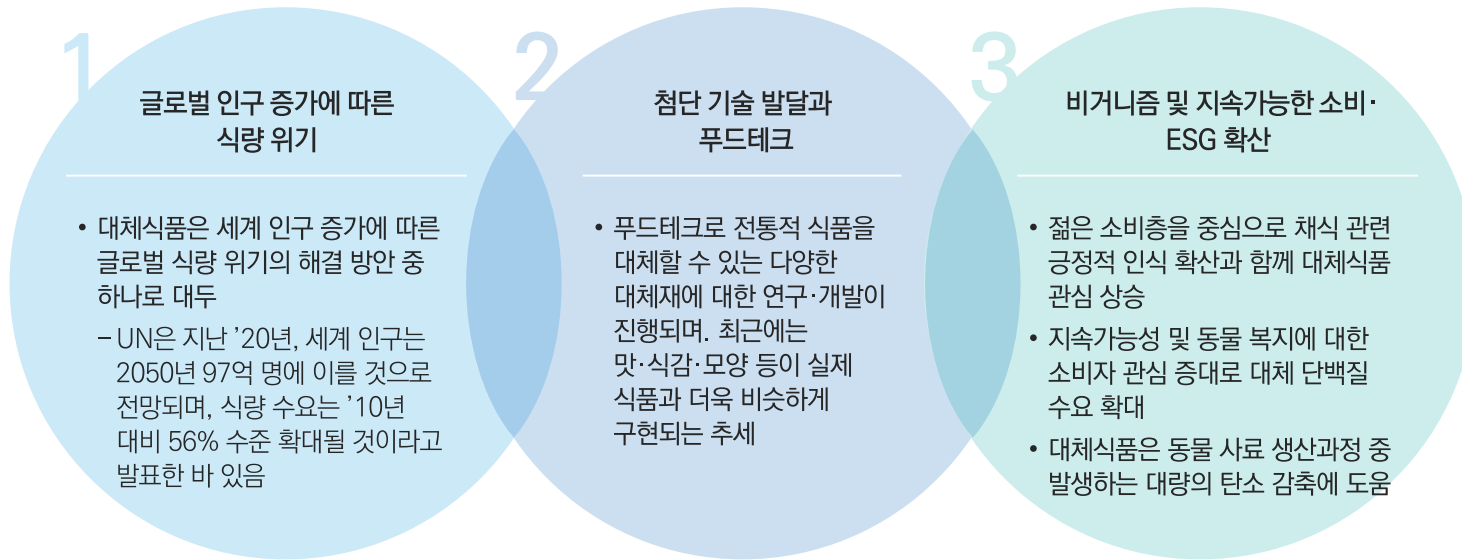 1
글로벌 인구 증가에 따른
식량 위기
• 대체식품은 세계 인구 증가에 따른
글로벌 식량 위기의 해결 방안 중
하나로 대두
– UN은 지난 ’20년, 세계 인구는
2050년 97억 명에 이를 것으로
전망되며, 식량 수요는 ’10년
대비 56% 수준 확대될 것이라고
발표한 바 있음
2
첨단 기술 발달과
푸드테크
• 푸드테크로 전통적 식품을
대체할 수 있는 다양한
대체재에 대한 연구·개발이
진행되며. 최근에는
맛·식감·모양 등이 실제
식품과 더욱 비슷하게
구현되는 추세
3
비거니즘 및 지속가능한 소비·
ESG 확산
• 젊은 소비층을 중심으로 채식 관련
긍정적 인식 확산과 함께 대체식품
관심 상승
• 지속가능성 및 동물 복지에 대한
소비자 관심 증대로 대체 단백질
수요 확대
• 대체식품은 동물 사료 생산과정 중
발생하는 대량의 탄소 감축에 도움